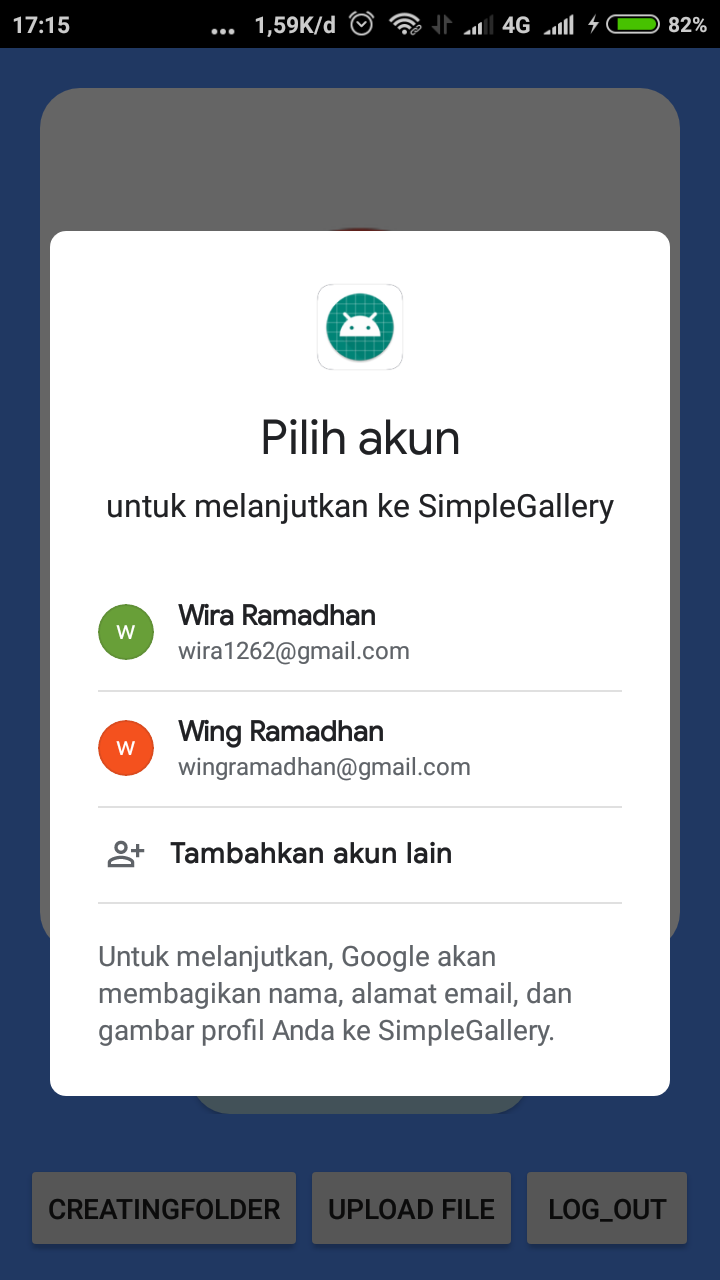 17:15 ... 1,59K/d 4G 82%
Pilih akun
untuk melanjutkan ke SimpleGallery
W Wira Ramadhan
wira1262@gmail.com
W Wing Ramadhan
wingramadhan@gmail.com
Tambahkan akun lain
Untuk melanjutkan, Google akan
membagikan nama, alamat email, dan
gambar profil Anda ke SimpleGallery.
CREATINGFOLDER UPLOAD FILE LOG_OUT